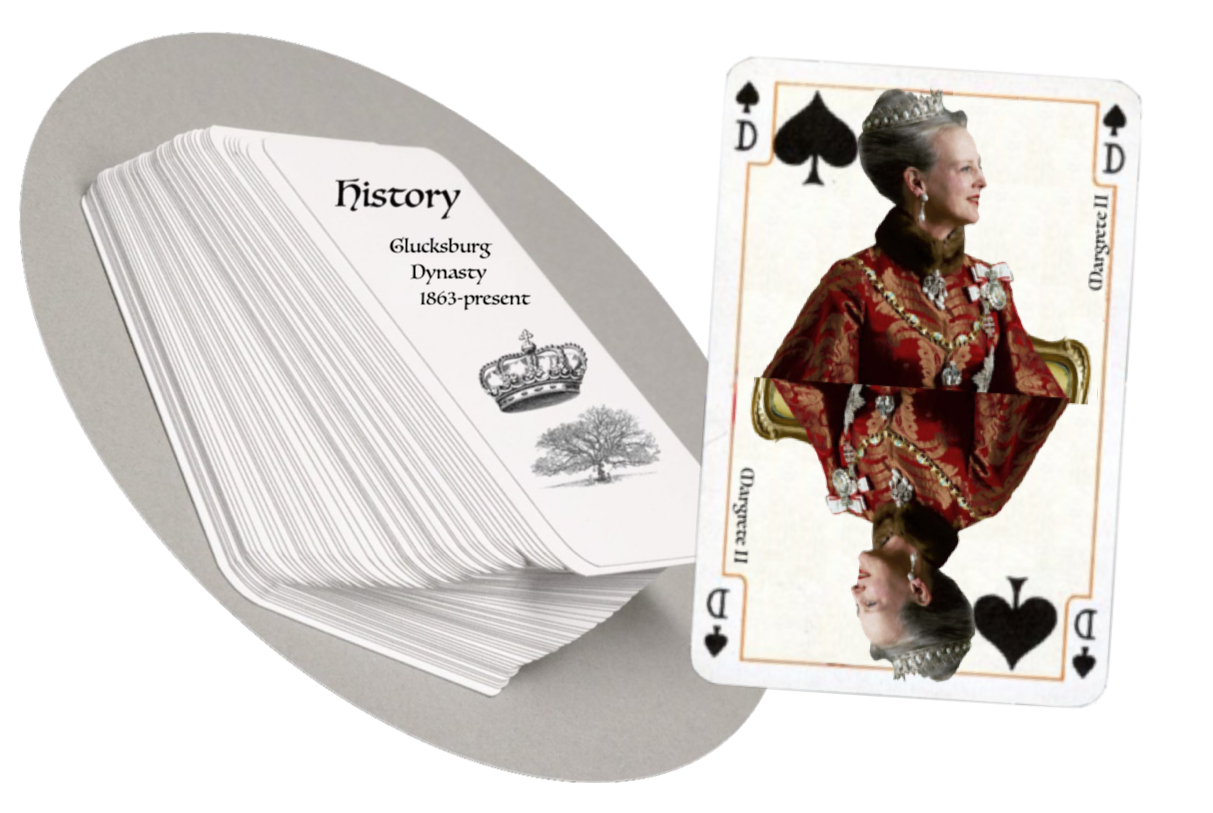 History
Glucksburg
Dynasty
1863-present
D
D
Margrete II
Margrete II
D
D